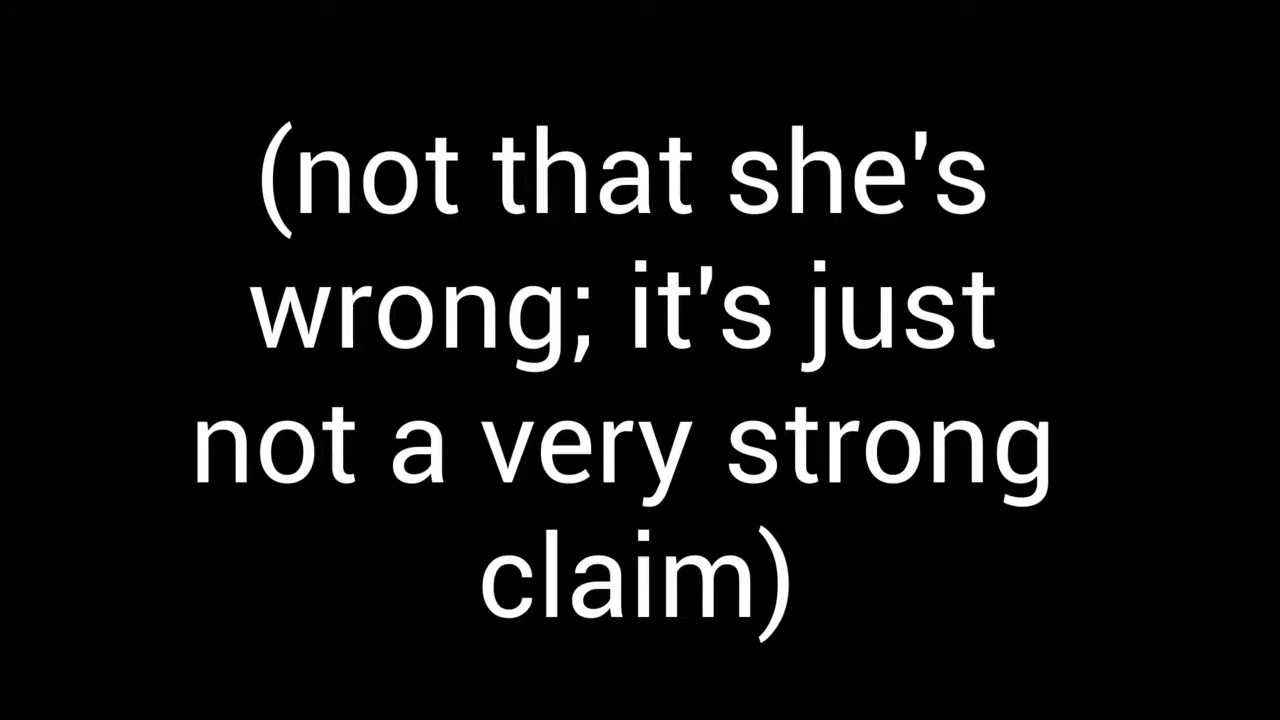 (not that she's
wrong; it's just
not a very strong
claim)